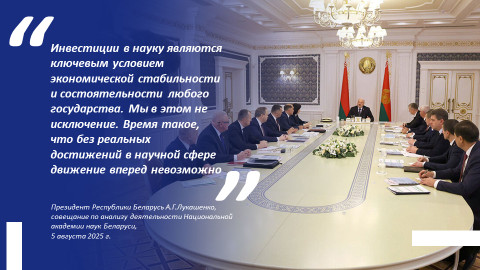 Инвестиции в науку являются
ключевым условием
экономической стабильности
и состоятельности любого
государства. Мы в этом не
исключение. Время такое,
что без реальных
достижений в научной сфере
движение вперед невозможно
Президент Республики Беларусь А.Г.Лукашенко,
совещание по анализу деятельности Национальной
академии наук Беларуси,
5 августа 2025 г.